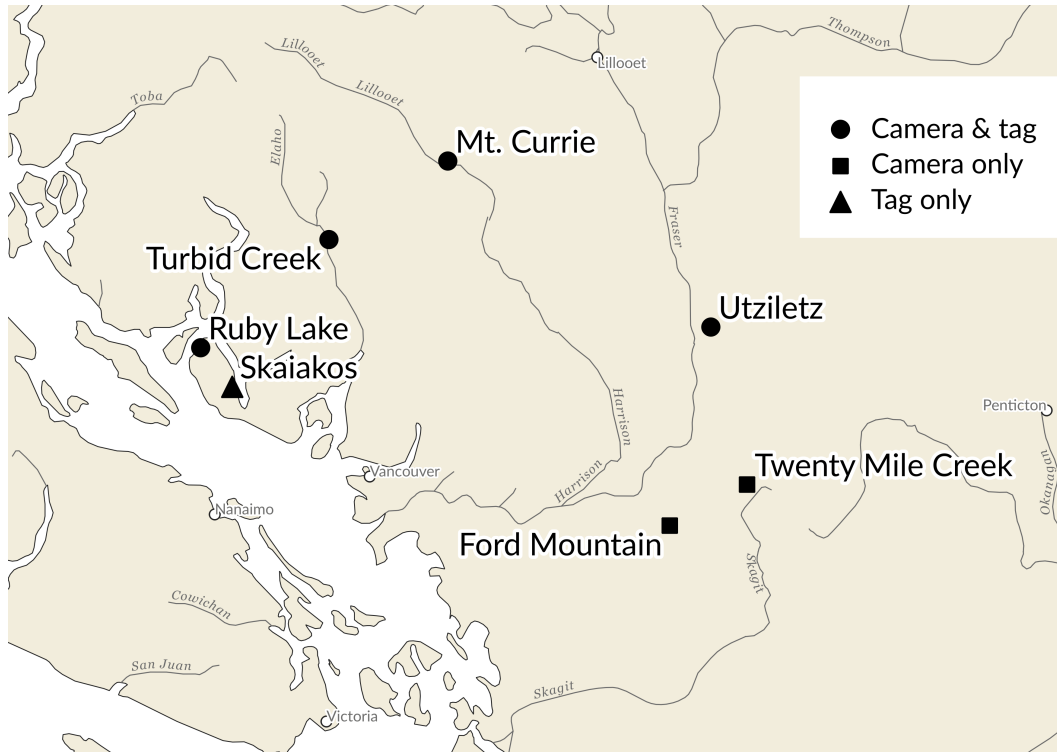 Thompson
Lillooet
Lillooet
Lillooet
Toba
Camera & tag
Camera only
Tag only
Elaho
Mt. Currie
Fraser
Turbid Creek
Utziletz
Ruby Lake
Skaiakos
Harrison
Penticton
Vancouver
Harrison
Twenty Mile Creek
Okanagan
Nanaimo
Ford Mountain
Skagit
Cowichan
San Juan
Skagit
Victoria